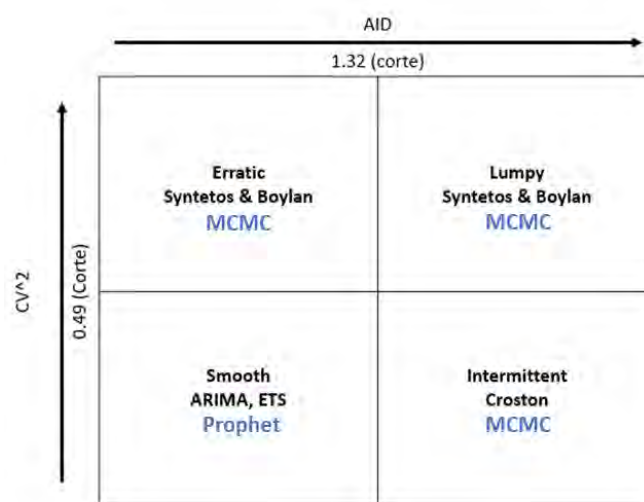 AID
1.32 (corte)
CV^2
0.49 (Corte)
Erratic
Syntetos & Boylan
MCMC
Lumpy
Syntetos & Boylan
MCMC
Smooth
ARIMA, ETS
Prophet
Intermittent
Croston
MCMC